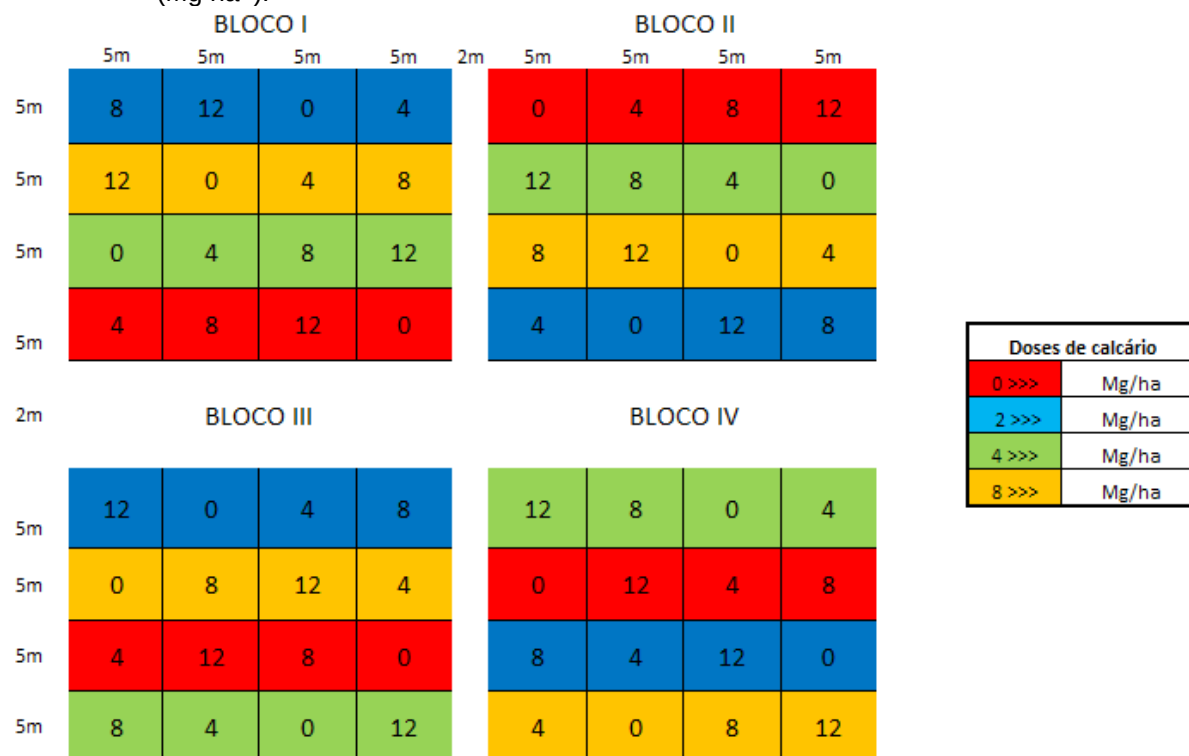 (Mg ha
BLOCO I BLOCO II
5m 5m 5m 5m 2m 5m 5m 5m 5m
5m 8 12 0 4 0 4 8 12
5m 12 0 4 8 12 8 4 0
5m 0 4 8 12 8 12 0 4
5m 4 8 12 0 4 0 12 8
Doses de calcário
0 >>> Mg/ha
2 >>> Mg/ha
4 >>> Mg/ha
8 >>> Mg/ha
2m BLOCO III BLOCO IV
5m 12 0 4 8 12 8 0 4
5m 0 8 12 4 0 12 4 8
5m 4 12 8 0 8 4 12 0
5m 8 4 0 12 4 0 8 12